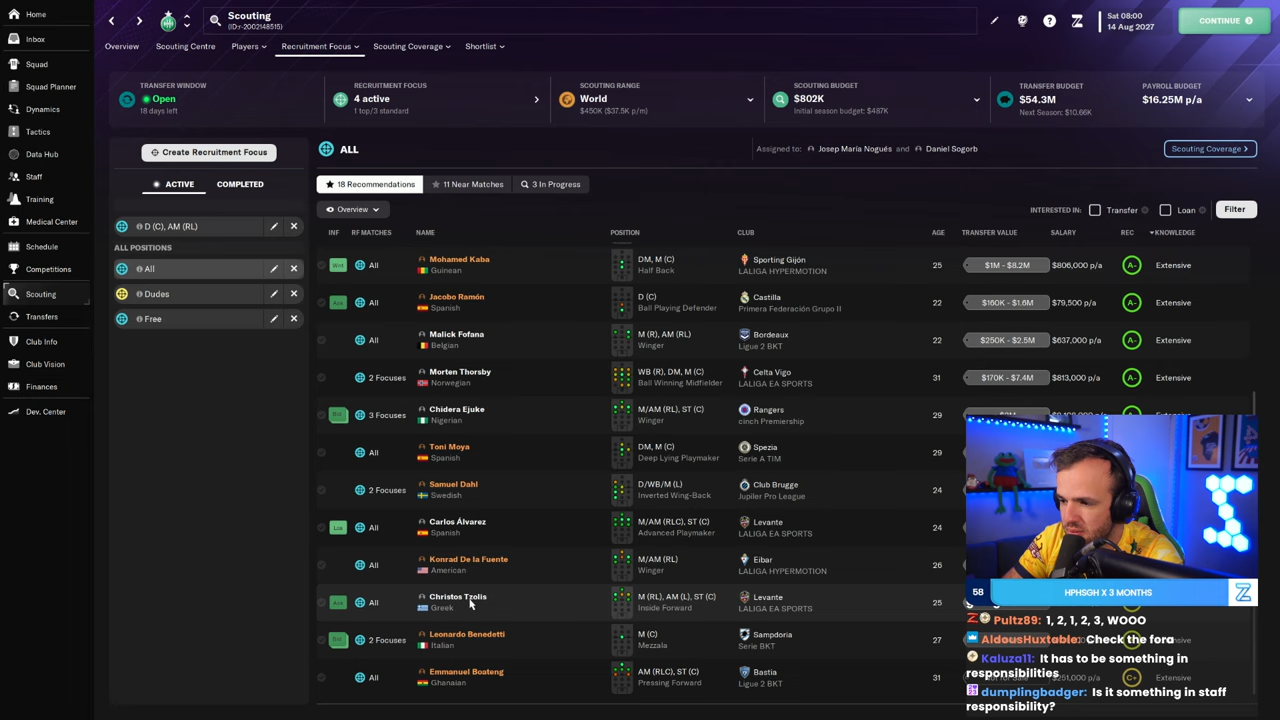 Home
Inbox
Squad
Squad Planner
Dynamics
Tactics
Data Hub
Staff
Training
Medical Center
Schedule
Competitions
Scouting
Transfers
Club Info
Club Vision
Finances
Dev. Center
Scouting
(ID:r-2002148515)
Sat 08:00
14 Aug 2027
CONTINUE
Overview
Scouting Centre
Players
Recruitment Focus
Scouting Coverage
Shortlist
TRANSFER WINDOW
Open
18 days left
RECRUITMENT FOCUS
4 active
1 top/3 standard
SCOUTING RANGE
World
$450K ($37.5K p/m)
SCOUTING BUDGET
$802K
Initial season budget: $487K
TRANSFER BUDGET
$54.3M
Next Season: $10.66K
PAYROLL BUDGET
$16.25M p/a
Create Recruitment Focus
ACTIVE
COMPLETED
D (C), AM (RL)
ALL POSITIONS
All
Dudes
Free
ALL
Assigned to: Josep María Nogués and Daniel Sogorb
Scouting Coverage >
18 Recommendations
11 Near Matches
3 In Progress
Overview
INTERESTED IN: Transfer Loan
Filter
INF RF MATCHES NAME POSITION CLUB AGE TRANSFER VALUE SALARY REC KNOWLEDGE
Wnt All Mohamed Kaba DM, M (C) Sporting Gijón 25 $1M - $8.2M $806,000 p/a A- Extensive
Guinean Half Back LALIGA HYPERMOTION
All Jacobo Ramón D (C) Castilla 22 $160K - $1.6M $79,500 p/a A- Extensive
Spanish Ball Playing Defender Primera Federación Grupo II
All Malick Fofana M (R), AM (RL) Bordeaux 22 $250K - $2.5M $637,000 p/a A- Extensive
Belgian Winger Ligue 2 BKT
2 Focuses Morten Thorsby WB (R), DM, M (C) Celta Vigo 31 $170K - $7.4M $813,000 p/a A- Extensive
Norwegian Ball Winning Midfielder LALIGA EA SPORTS
3 Focuses Chidera Ejuke M/AM (RL), ST (C) Rangers 29
Nigerian Winger cinch Premiership
All Toni Moya DM, M (C) Spezia 29
Spanish Deep Lying Playmaker Serie A TIM
2 Focuses Samuel Dahl D/WB/M (L) Club Brugge 24
Swedish Inverted Wing-Back Jupiler Pro League
Loa All Carlos Álvarez M/AM (RLC), ST (C) Levante 24
Spanish Advanced Playmaker LALIGA EA SPORTS
All Konrad De la Fuente M/AM (RL) Eibar 26
American Winger LALIGA HYPERMOTION
All Christos Tzolis M (RL), AM (L), ST (C) Levante 25
Greek Inside Forward LALIGA EA SPORTS
2 Focuses Leonardo Benedetti M (C) Sampdoria 27
Italian Mezzala Serie BKT
All Emmanuel Boateng AM (RLC), ST (C) Bastia 31
Ghanaian Pressing Forward Ligue 2 BKT
58 HPHSGH X 3 MONTHS
Pultz89: 1, 2, 1, 2, 3, WOOO
AldousHuxtable: Check the fora
Kaluza11: It has to be something in
responsibilities
dumplingbadger: Is it something in staff
responsibility?